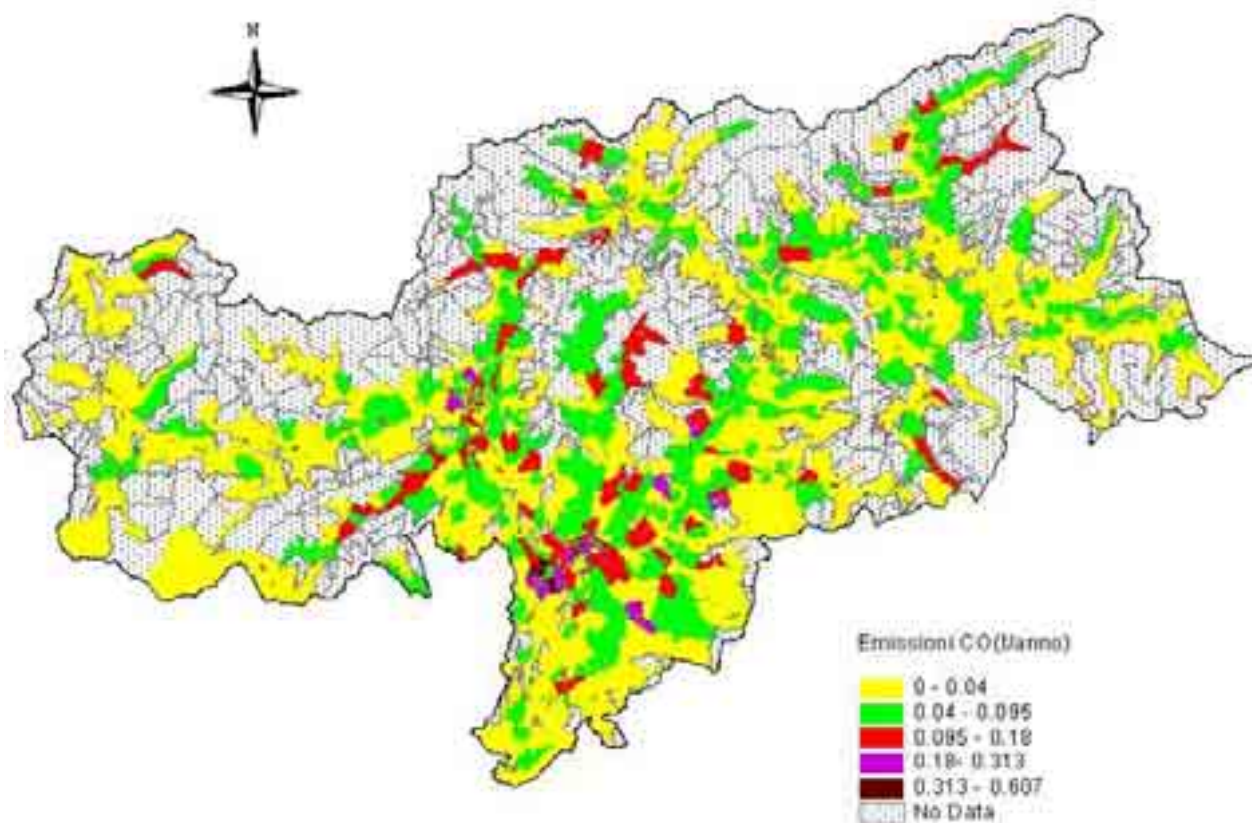 N
Emissioni CO(t/anno)
0 - 0.04
0.04 - 0.095
0.095 - 0.18
0.18- 0.313
0.313 - 0.607
No Data